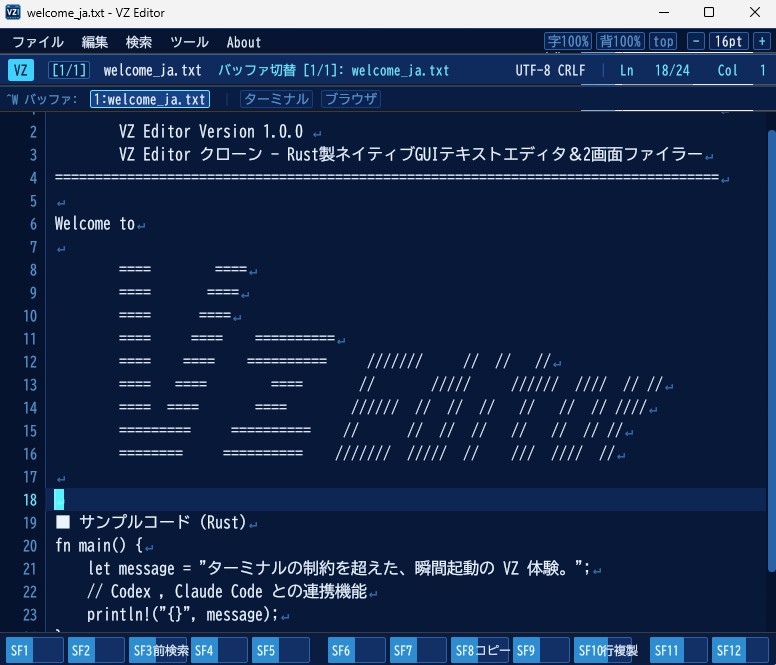 VZ! welcome_ja.txt - VZ Editor
ファイル 編集 検索 ツール About 字100% 背100% top − 16pt +
VZ [1/1] welcome_ja.txt バッファ切替 [1/1]: welcome_ja.txt UTF-8 CRLF | Ln 18/24 Col 1
^W バッファ: 1:welcome_ja.txt | ターミナル ブラウザ
2         VZ Editor Version 1.0.0 ↵
3         VZ Editor クローン - Rust製ネイティブGUIテキストエディタ＆2画面ファイラー↵
4 ===================================================================================↵
5 ↵
6 Welcome to↵
7 ↵
8         ====        ====↵
9         ====       ====↵
10         ====      ====↵
11         ====     ====    ==========↵
12         ====    ====    ==========     ///////     //  //   //↵
13         ====   ====        ====       //       /////     //////  ////  // //↵
14         ====  ====       ====        //////  //  //  //   //   //  // ////↵
15         =========     ==========    //      //  //  //   //   //  // //↵
16         ========     ==========    ///////  /////  //    ///  ////  //↵
17 ↵
18 ↵
19 ■ サンプルコード (Rust)↵
20 fn main() {↵
21     let message = "ターミナルの制約を超えた、瞬間起動の VZ 体験。";↵
22     // Codex , Claude Code との連携機能↵
23     println!("{}", message);↵
SF1 SF2 SF3前検索 SF4 SF5 SF6 SF7 SF8コピー SF9 SF10行複製 SF11 SF12